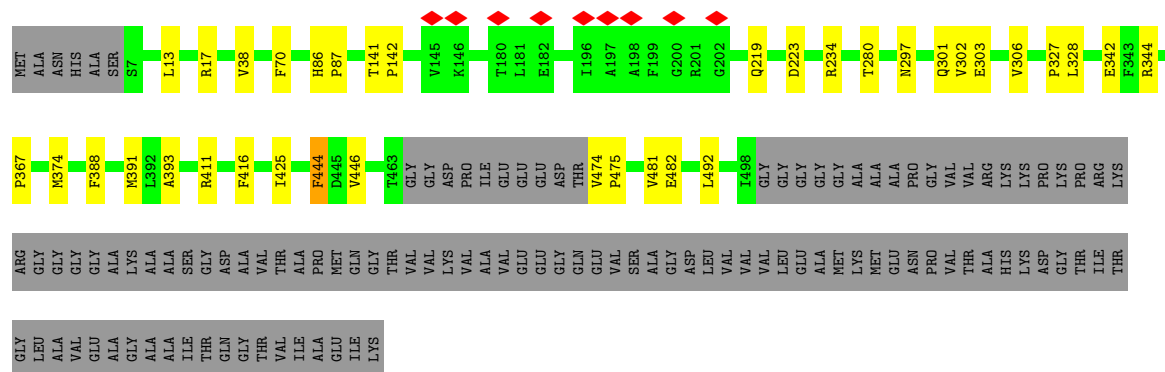 MET ALA ASN HIS ALA SER S7 L13 R17 V38 F70 H86 P87 T141 P142 V145 K146 T180 L181 E182 I196 A197 A198 F199 G200 R201 G202 Q219 D223 R234 T280 N297 Q301 V302 E303 V306 P327 L328 E342 F343 R344
P367 M374 F388 M391 L392 A393 R411 F416 I425 F444 D445 V446 T463 GLY GLY ASP PRO ILE GLU GLU GLU ASP THR V474 P475 V481 E482 L492 I498 GLY GLY GLY GLY GLY ALA ALA ALA PRO GLY VAL VAL ARG LYS LYS PRO LYS PRO ARG LYS
ARG GLY GLY GLY GLY ALA LYS ALA ALA SER GLY ASP ALA VAL THR ALA PRO MET GLN GLY THR VAL VAL LYS VAL ALA VAL GLU GLU GLY GLN GLU VAL SER ALA GLY ASP LEU VAL VAL VAL LEU GLU ALA MET LYS MET GLU ASN PRO VAL THR ALA HIS LYS ASP GLY THR ILE THR
GLY LEU ALA VAL GLU ALA GLY ALA ALA ILE THR GLN GLY THR VAL ILE ALA GLU ILE LYS